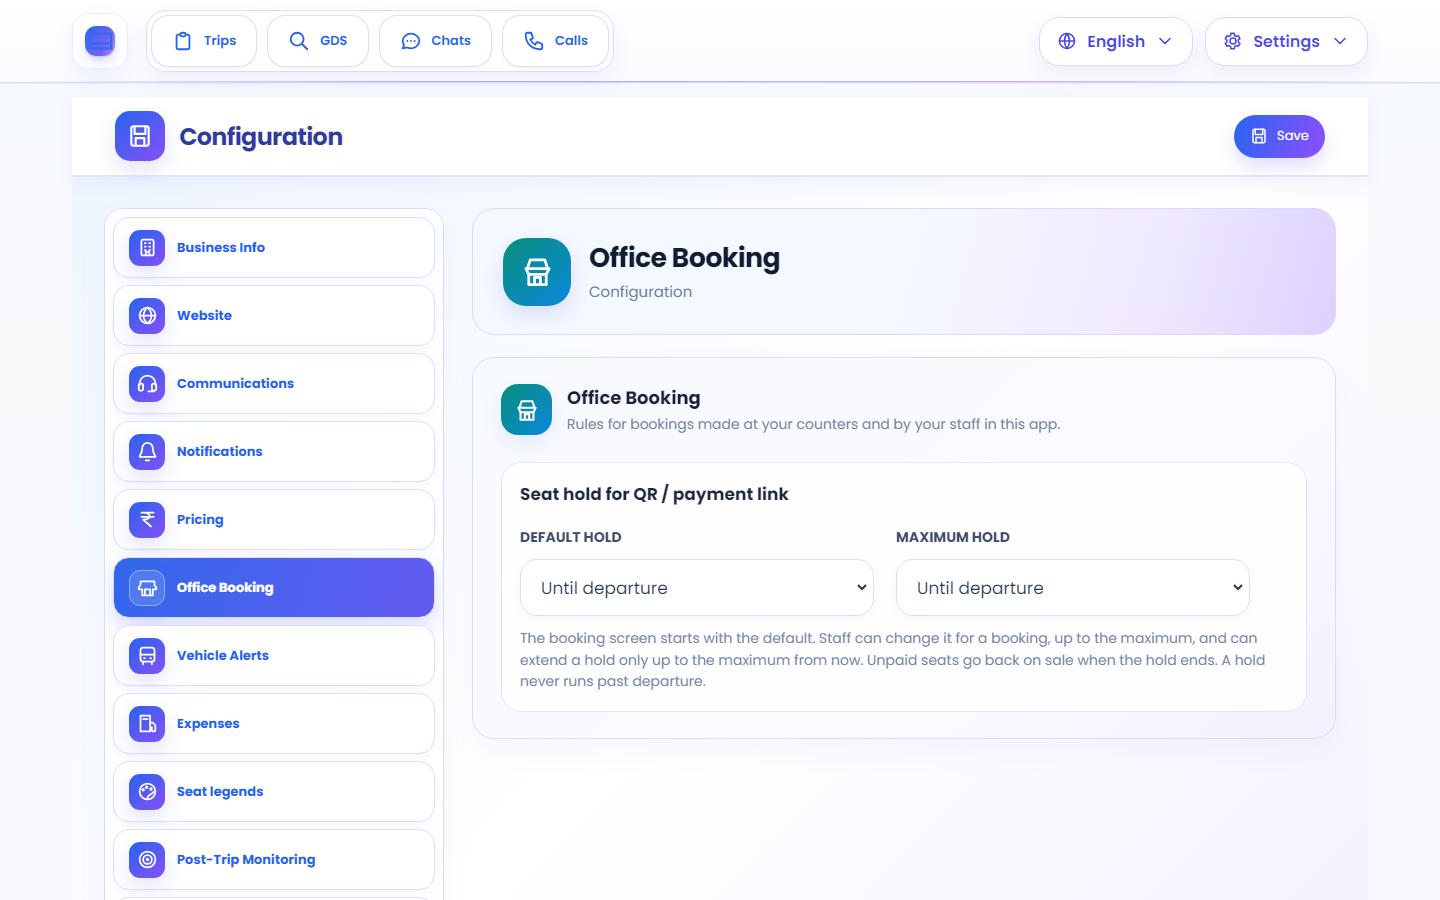 Trips
GDS
Chats
Calls
English
Settings
Configuration
Save
Business Info
Website
Communications
Notifications
Pricing
Office Booking
Vehicle Alerts
Expenses
Seat legends
Post-Trip Monitoring
Office Booking
Configuration
Office Booking
Rules for bookings made at your counters and by your staff in this app.
Seat hold for QR / payment link
DEFAULT HOLD
MAXIMUM HOLD
Until departure
Until departure
The booking screen starts with the default. Staff can change it for a booking, up to the maximum, and can
extend a hold only up to the maximum from now. Unpaid seats go back on sale when the hold ends. A hold
never runs past departure.